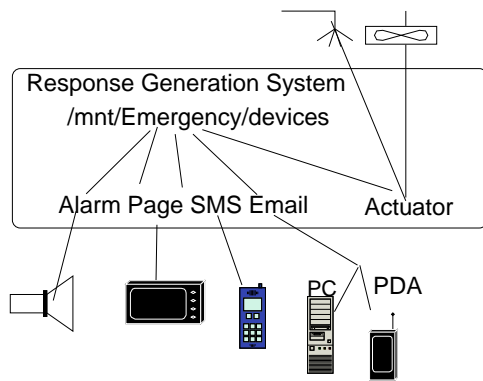 Response Generation System
/mnt/Emergency/devices
Alarm Page SMS Email Actuator
PC PDA